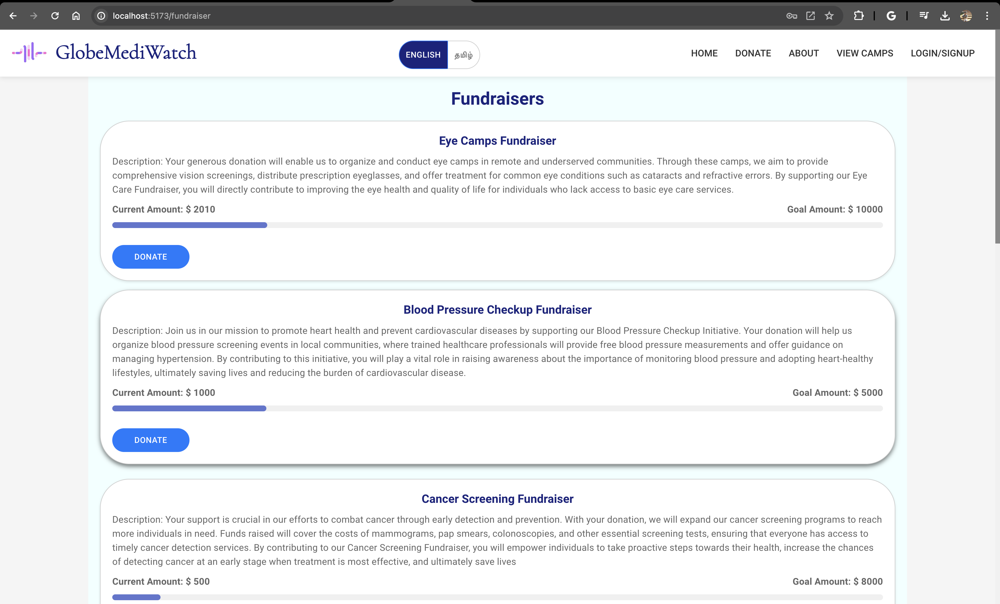 localhost:5173/fundraiser
GlobeMediWatch
ENGLISH
தமிழ்
HOME
DONATE
ABOUT
VIEW CAMPS
LOGIN/SIGNUP
Fundraisers
Eye Camps Fundraiser
Description: Your generous donation will enable us to organize and conduct eye camps in remote and underserved communities. Through these camps, we aim to provide
comprehensive vision screenings, distribute prescription eyeglasses, and offer treatment for common eye conditions such as cataracts and refractive errors. By supporting our Eye
Care Fundraiser, you will directly contribute to improving the eye health and quality of life for individuals who lack access to basic eye care services.
Current Amount: $ 2010
Goal Amount: $ 10000
DONATE
Blood Pressure Checkup Fundraiser
Description: Join us in our mission to promote heart health and prevent cardiovascular diseases by supporting our Blood Pressure Checkup Initiative. Your donation will help us
organize blood pressure screening events in local communities, where trained healthcare professionals will provide free blood pressure measurements and offer guidance on
managing hypertension. By contributing to this initiative, you will play a vital role in raising awareness about the importance of monitoring blood pressure and adopting heart-healthy
lifestyles, ultimately saving lives and reducing the burden of cardiovascular disease.
Current Amount: $ 1000
Goal Amount: $ 5000
DONATE
Cancer Screening Fundraiser
Description: Your support is crucial in our efforts to combat cancer through early detection and prevention. With your donation, we will expand our cancer screening programs to reach
more individuals in need. Funds raised will cover the costs of mammograms, pap smears, colonoscopies, and other essential screening tests, ensuring that everyone has access to
timely cancer detection services. By contributing to our Cancer Screening Fundraiser, you will empower individuals to take proactive steps towards their health, increase the chances
of detecting cancer at an early stage when treatment is most effective, and ultimately save lives
Current Amount: $ 500
Goal Amount: $ 8000